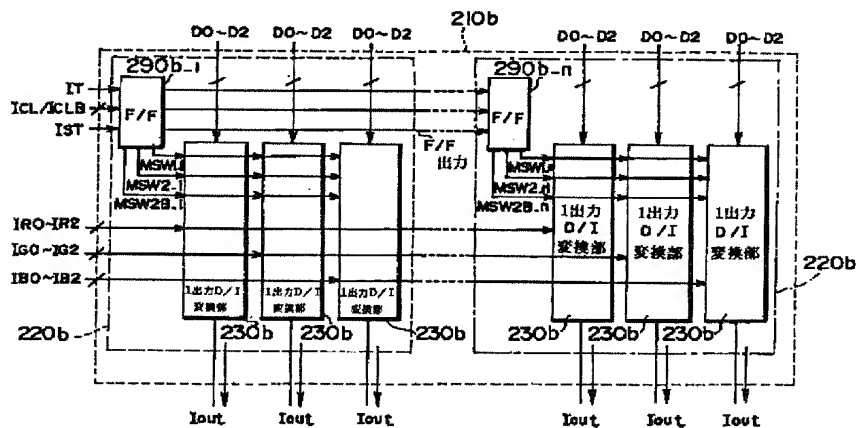 210b
D0~D2 D0~D2 D0~D2 D0~D2 D0~D2 D0~D2
290b_1 290b_n
IT
ICL/ICLB
IST
F/F F/F
F/F
出力
MSW2_1 MSW2_n
MSW2B_1 MSW2B_n
IR0~IR2
IG0~IG2
IB0~IB2
1出力D/I
変換部
1出力D/I
変換部
1出力D/I
変換部
1出力
D/I
変換部
1出力
D/I
変換部
1出力
D/I
変換部
220b 230b 230b 230b 230b 230b 230b 220b
Iout Iout Iout Iout Iout Iout